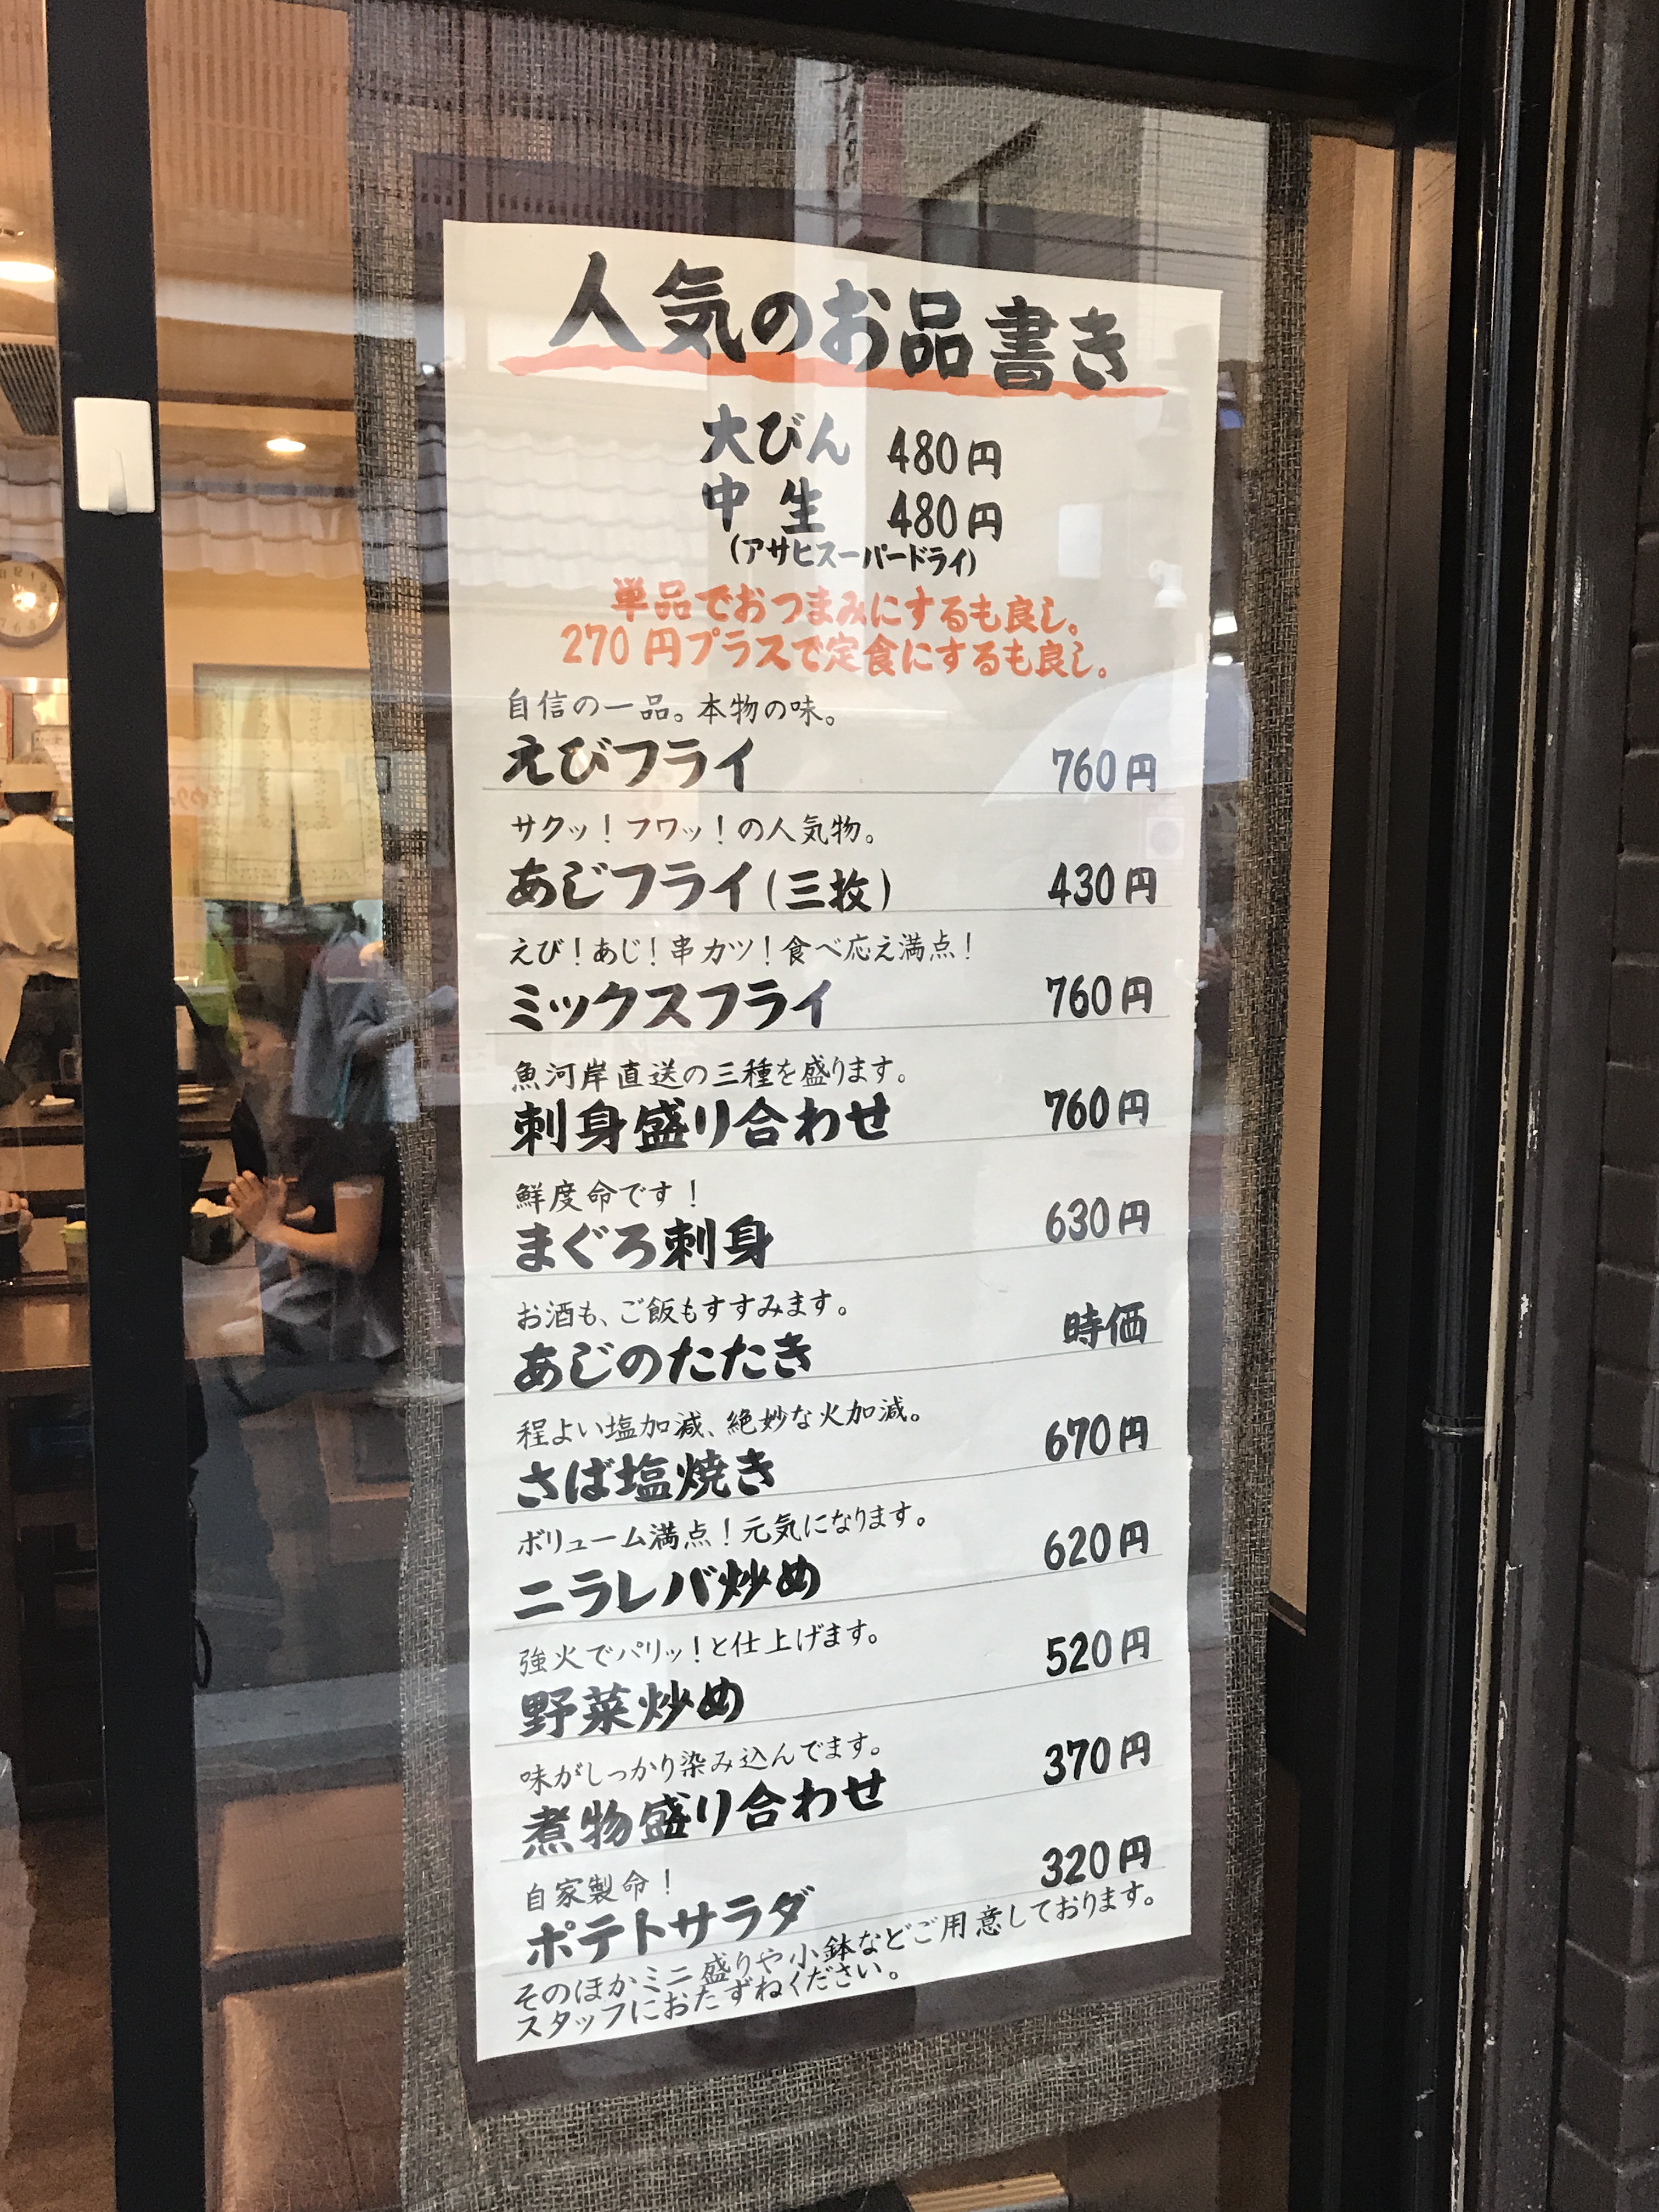 人気のお品書き
大びん 480円
中生 480円
(アサヒスーパードライ)
単品でおつまみにするも良し。
270円プラスで定食にするも良し。
自信の一品。本物の味。
えびフライ 760円
サクッ!フワッ!の人気物。
あじフライ(三枚) 430円
えび!あじ!串カツ!食べ応え満点!
ミックスフライ 760円
魚河岸直送の三種を盛ります。
刺身盛り合わせ 760円
鮮度命です!
まぐろ刺身 630円
お酒も、ご飯もすすみます。
あじのたたき 時価
程よい塩加減、絶妙な火加減。
さば塩焼き 670円
ボリューム満点!元気になります。
ニラレバ炒め 620円
強火でパリッ!と仕上げます。
野菜炒め 520円
味がしっかり染み込んでます。
煮物盛り合わせ 370円
自家製命!
ポテトサラダ 320円
そのほかミニ盛りや小鉢などご用意しております。
スタッフにおたずねください。